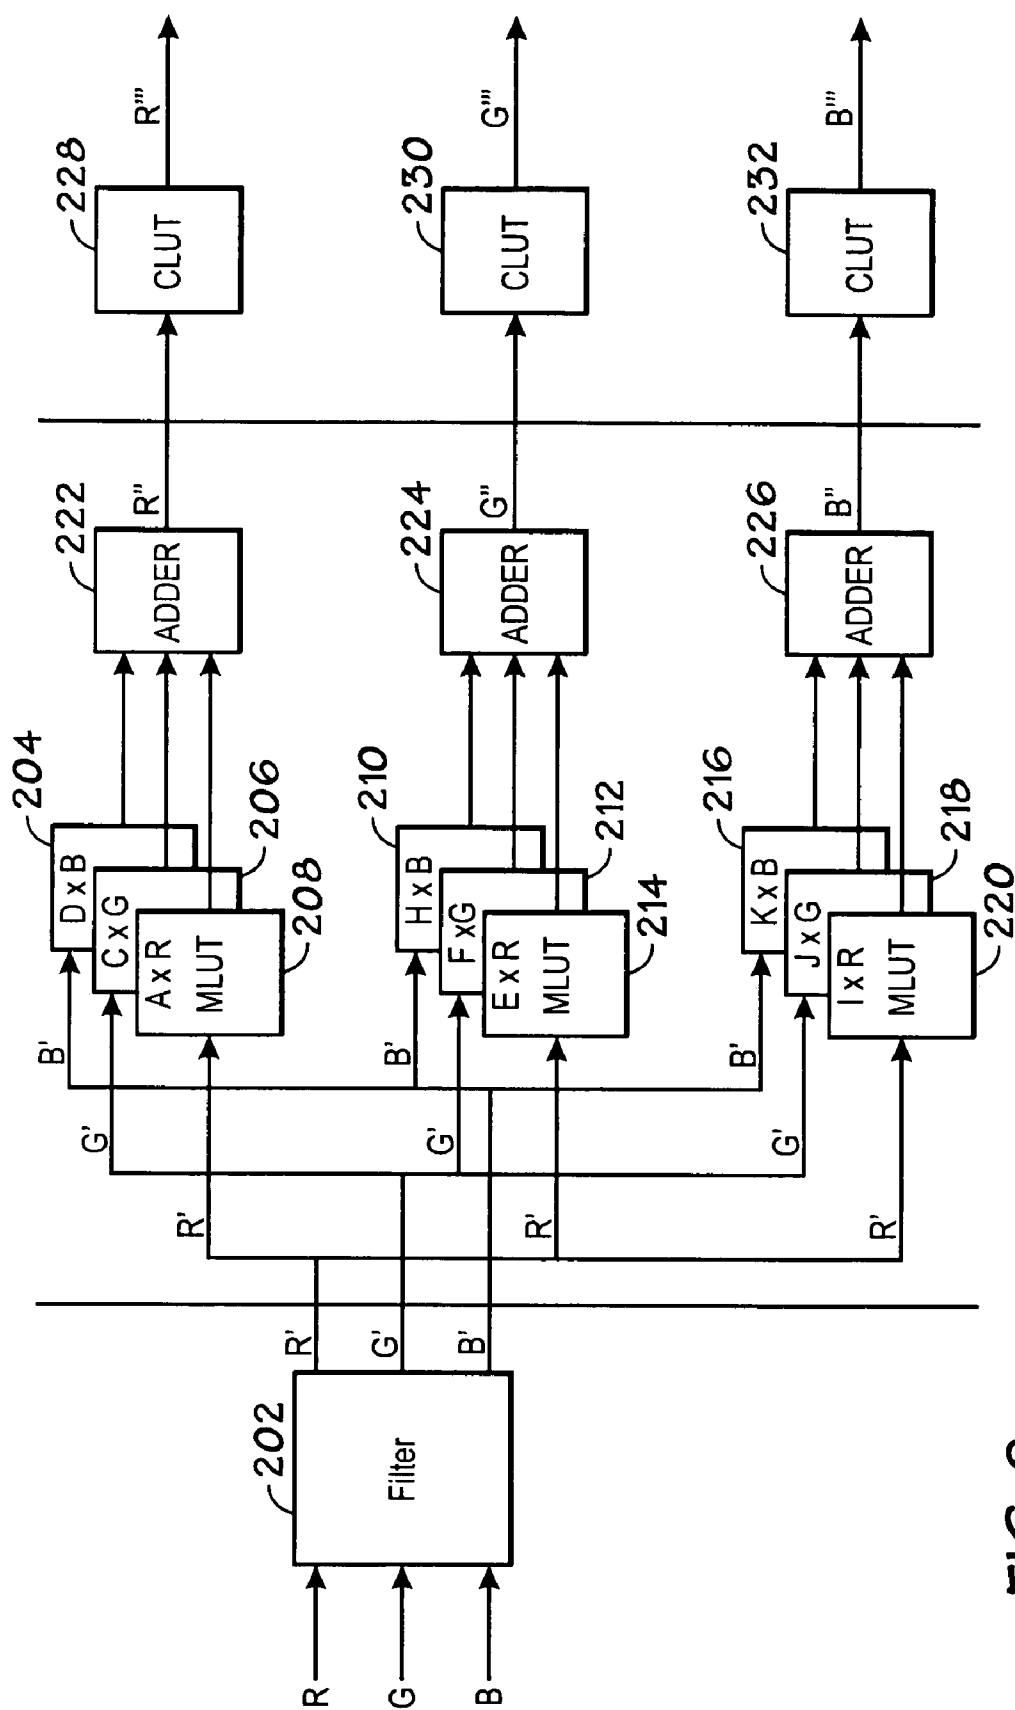 R
G
B
202
Filter
R'
G'
B'
R'
G'
B'
204
D x B
C x G
206
A x R
MLUT
208
222
ADDER
R''
228
CLUT
R'''
R'
G'
B'
210
H x B
F xG
212
E x R
MLUT
214
224
ADDER
G''
230
CLUT
G'''
R'
G'
B'
216
K x B
J x G
218
I x R
MLUT
220
226
ADDER
B''
232
CLUT
B'''